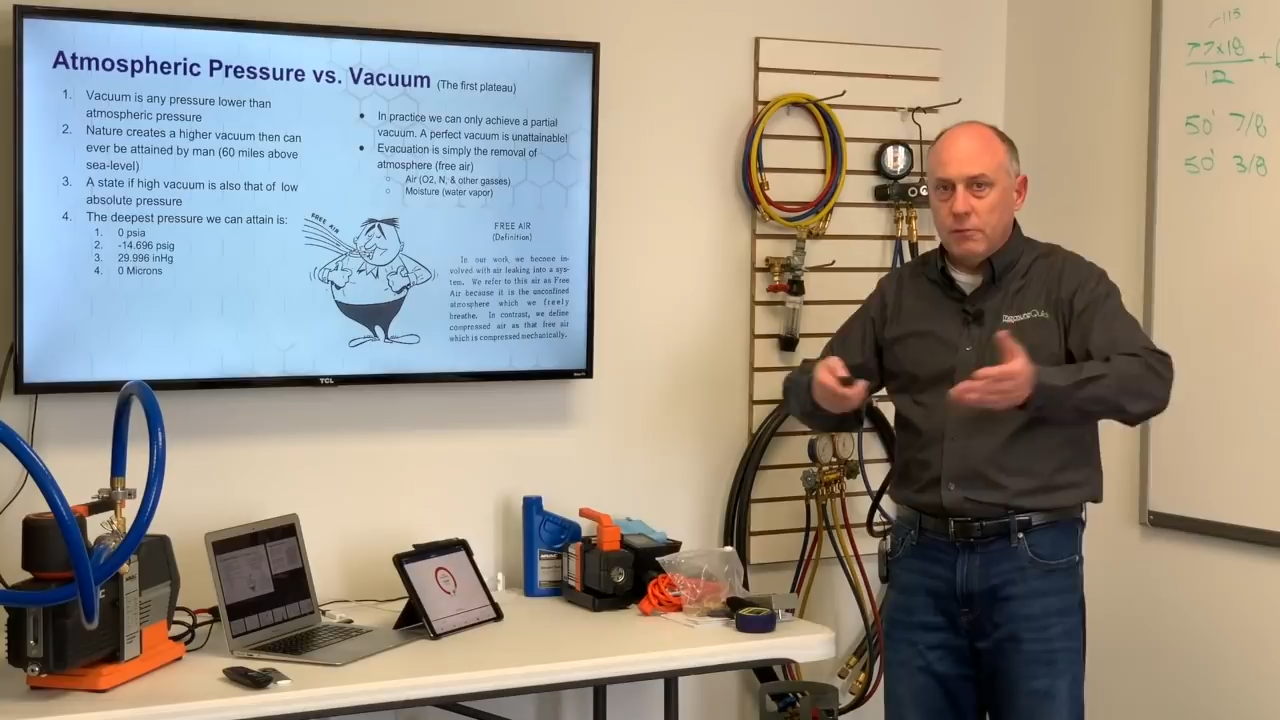 Atmospheric Pressure vs. Vacuum (The first plateau)
1. Vacuum is any pressure lower than
atmospheric pressure
2. Nature creates a higher vacuum then can
ever be attained by man (60 miles above
sea-level)
3. A state if high vacuum is also that of low
absolute pressure
4. The deepest pressure we can attain is:
1. 0 psia
2. -14.696 psig
3. 29.996 inHg
4. 0 Microns
• In practice we can only achieve a partial
vacuum. A perfect vacuum is unattainable!
• Evacuation is simply the removal of
atmosphere (free air)
○ Air (O2, N, & other gasses)
○ Moisture (water vapor)
FREE AIR
FREE AIR
(Definition)
In our work, we become in-
volved with air leaking into a sys-
tem. We refer to this air as Free
Air because it is the unconfined
atmosphere which we freely
breathe. In contrast, we define
compressed air as that free air
which is compressed mechanically.
TCL
measureQuick
115
77x18
12
+
50' 7/8
50' 3/8